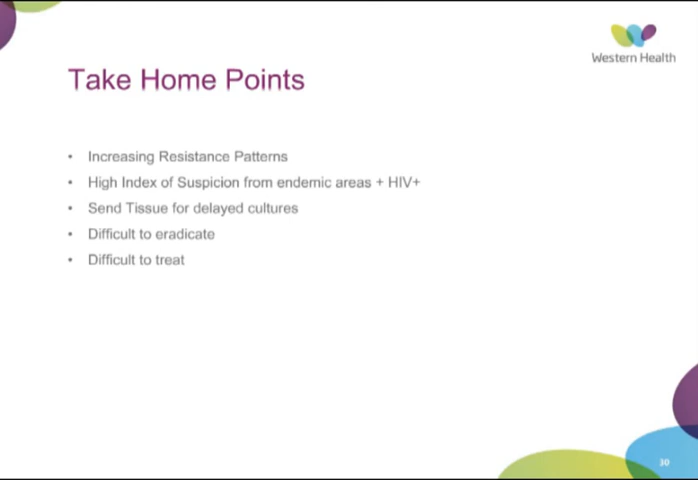 Western Health
Take Home Points
• Increasing Resistance Patterns
• High Index of Suspicion from endemic areas + HIV+
• Send Tissue for delayed cultures
• Difficult to eradicate
• Difficult to treat
30